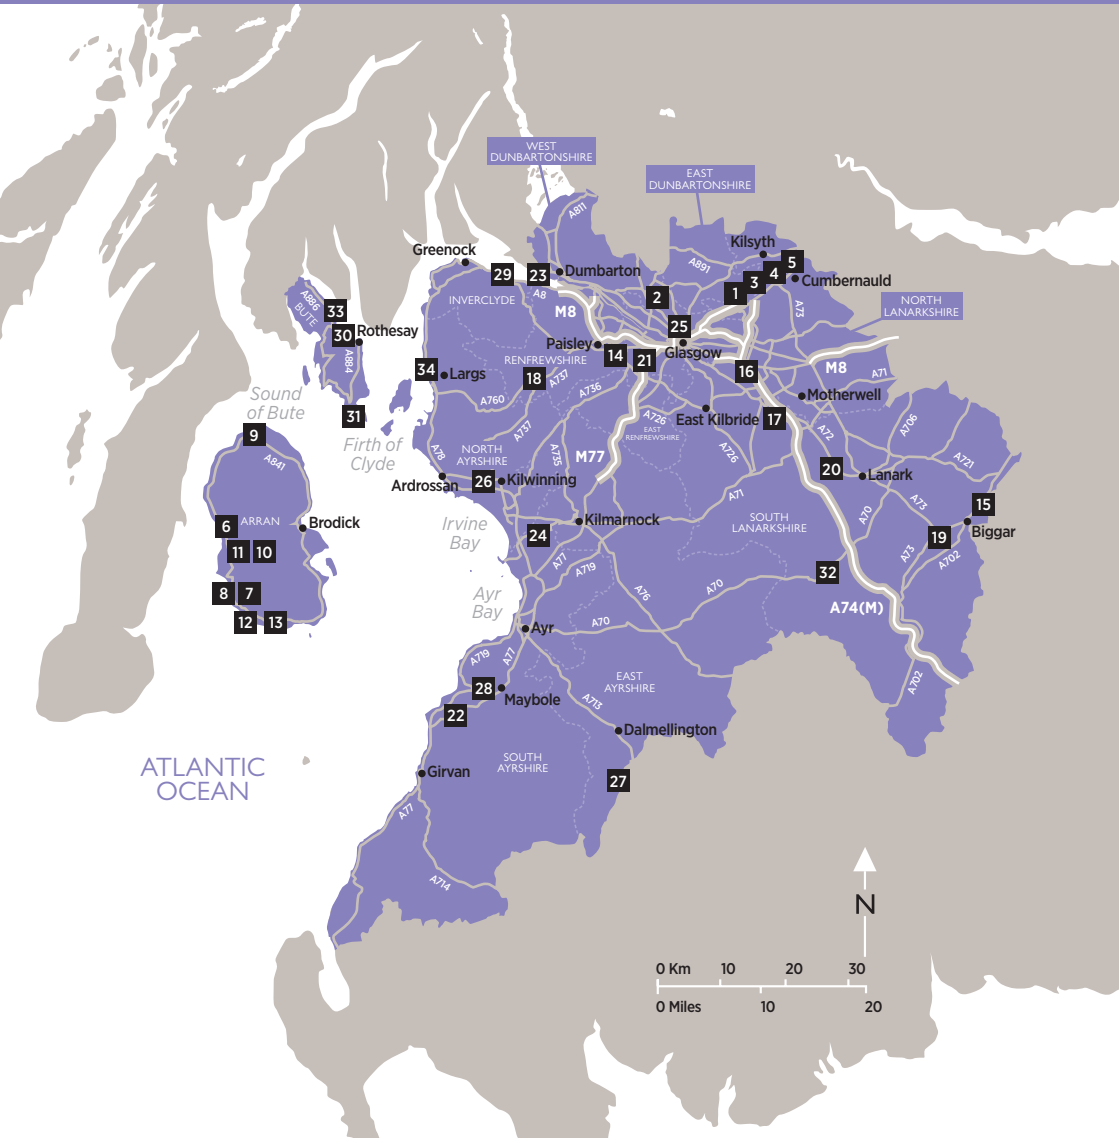 WEST
DUNBARTONSHIRE
EAST
DUNBARTONSHIRE
A811
Kilsyth
Greenock
29
23
Dumbarton
A891
5
4
3
Cumbernauld
1
2
A8
INVERCLYDE
M8
A886
BUTE
33
30
Rothesay
A884
31
A73
NORTH
LANARKSHIRE
25
Glasgow
Paisley
14
21
RENFREWSHIRE
34
Largs
18
A737
A736
A760
A737
16
M8
A71
Motherwell
East Kilbride
17
A726
EAST
RENFREWSHIRE
A726
A72
A706
A721
Sound
of Bute
9
A841
Firth of
Clyde
A78
NORTH
AYRSHIRE
A735
M77
Ardrossan
26
Kilwinning
20
Lanark
A71
A73
15
Biggar
19
A70
A73
A702
6
ARRAN
Brodick
11
10
8
7
12
13
Irvine
Bay
Kilmarnock
24
SOUTH
LANARKSHIRE
A77
A719
A76
A70
32
A74(M)
Ayr
Bay
Ayr
A70
A719
A77
EAST
AYRSHIRE
A702
28
Maybole
A713
22
Dalmellington
SOUTH
AYRSHIRE
27
Girvan
ATLANTIC
OCEAN
A77
A714
N
0 Km
10
20
30
0 Miles
10
20